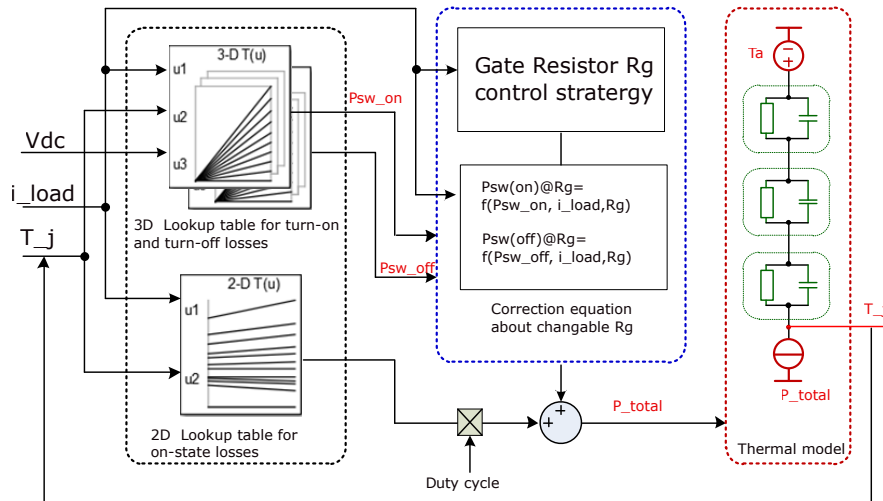 Vdc
i_load
T_j
3-D T(u)
u1
u2
u3
3D Lookup table for turn-on
and turn-off losses
2-D T(u)
u1
u2
2D Lookup table for
on-state losses
Psw_on
Psw_off
Gate Resistor Rg
control stratergy
Psw(on)@Rg=
f(Psw_on, i_load,Rg)
Psw(off)@Rg=
f(Psw_off, i_load,Rg)
Correction equation
about changable Rg
Duty cycle
+
+
P_total
Ta
-
+
P_total
Thermal model